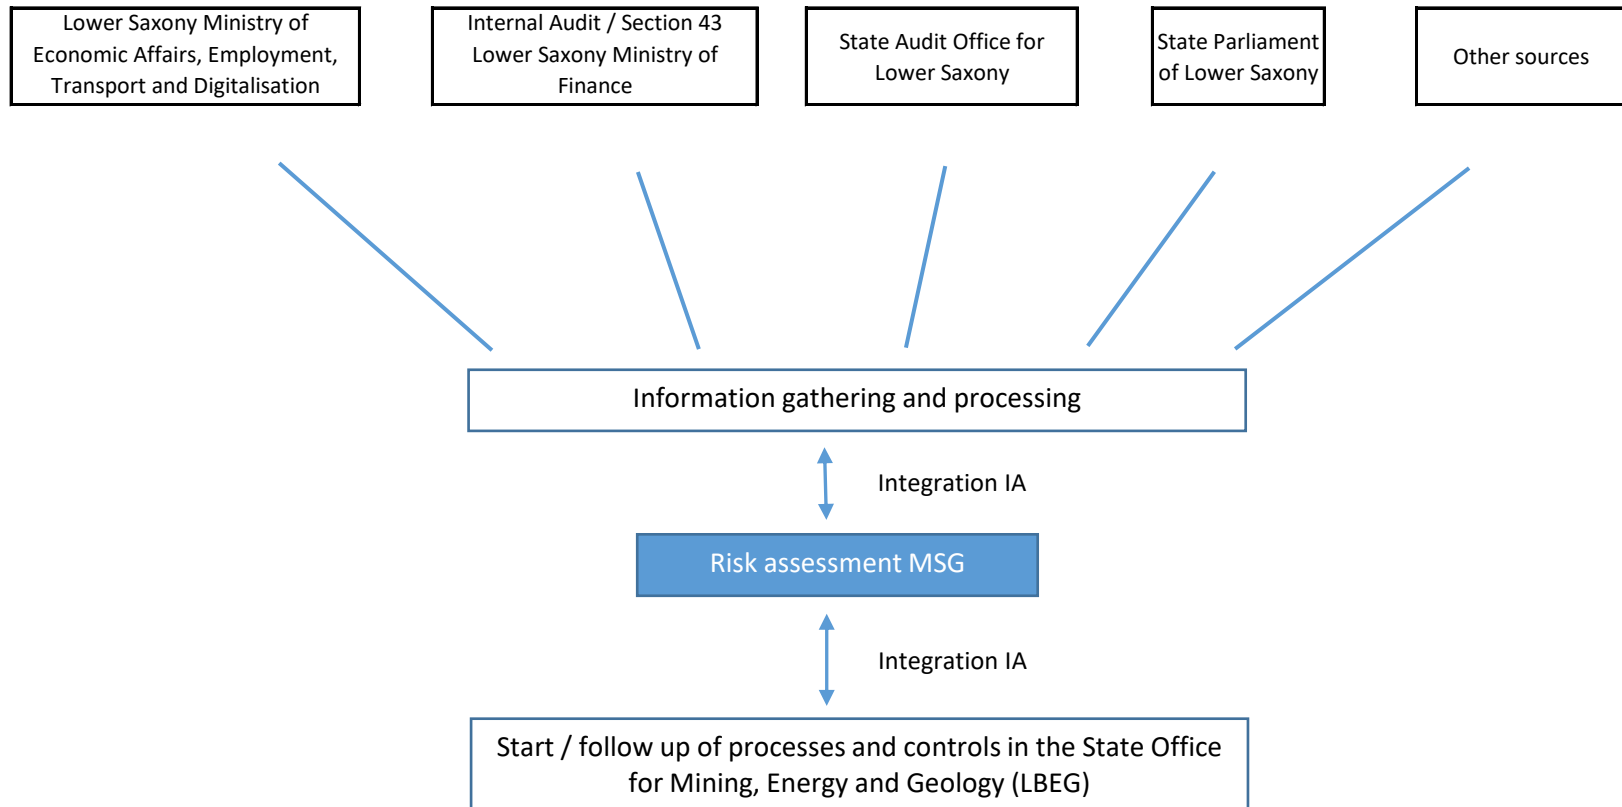 Lower Saxony Ministry of
Economic Affairs, Employment,
Transport and Digitalisation
Internal Audit / Section 43
Lower Saxony Ministry of
Finance
State Audit Office for
Lower Saxony
State Parliament
of Lower Saxony
Other sources
Information gathering and processing
Integration IA
Risk assessment MSG
Integration IA
Start / follow up of processes and controls in the State Office
for Mining, Energy and Geology (LBEG)